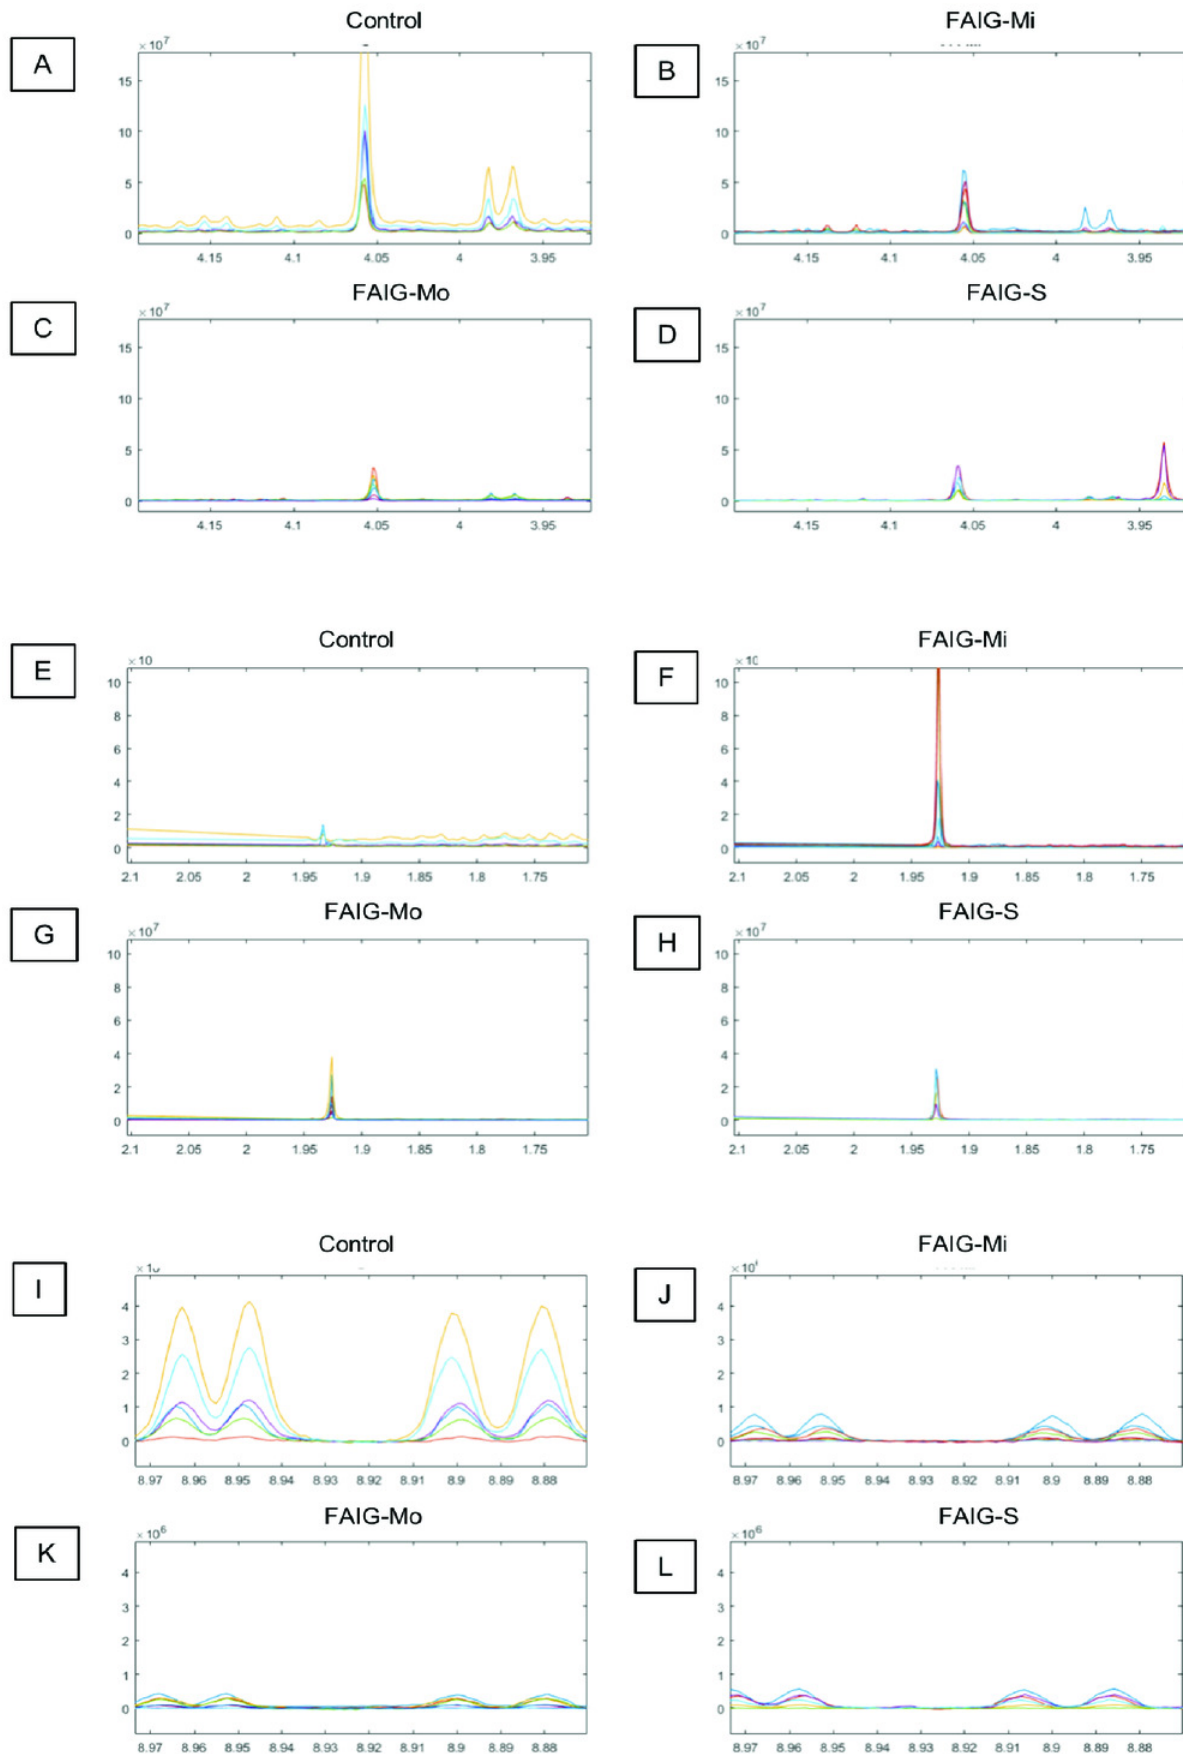 Control FAIG-Mi
A B
×10⁷ ×10⁷
15 15
10 10
5 5
0 0
4.15 4.1 4.05 4 3.95 4.15 4.1 4.05 4 3.95
FAIG-Mo FAIG-S
C D
×10⁷ ×10⁷
15 15
10 10
5 5
0 0
4.15 4.1 4.05 4 3.95 4.15 4.1 4.05 4 3.95
Control FAIG-Mi
E F
×10
10 10
8 8
6 6
4 4
2 2
0 0
2.1 2.05 2 1.95 1.9 1.85 1.8 1.75 2.1 2.05 2 1.95 1.9 1.85 1.8 1.75
FAIG-Mo FAIG-S
G H
×10⁷ ×10⁷
10 10
8 8
6 6
4 4
2 2
0 0
2.1 2.05 2 1.95 1.9 1.85 1.8 1.75 2.1 2.05 2 1.95 1.9 1.85 1.8 1.75
Control FAIG-Mi
I J
4 4
3 3
2 2
1 1
0 0
8.97 8.96 8.95 8.94 8.93 8.92 8.91 8.9 8.89 8.88 8.97 8.96 8.95 8.94 8.93 8.92 8.91 8.9 8.89 8.88
FAIG-Mo FAIG-S
K L
×10⁶ ×10⁶
4 4
3 3
2 2
1 1
0 0
8.97 8.96 8.95 8.94 8.93 8.92 8.91 8.9 8.89 8.88 8.97 8.96 8.95 8.94 8.93 8.92 8.91 8.9 8.89 8.88